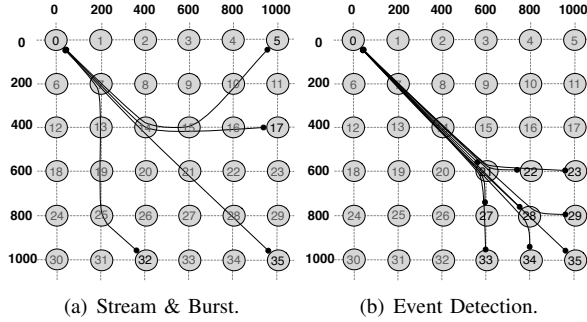 0 200 400 600 800 1000 0 200 400 600 800 1000
0 0 1 2 3 4 5 0 0 1 2 3 4 5
200 6 7 8 9 10 11 200 6 7 8 9 10 11
400 12 13 14 15 16 17 400 12 13 14 15 16 17
600 18 19 20 21 22 23 600 18 19 20 21 22 23
800 24 25 26 27 28 29 800 24 25 26 27 28 29
1000 30 31 32 33 34 35 1000 30 31 32 33 34 35
(a) Stream & Burst. (b) Event Detection.